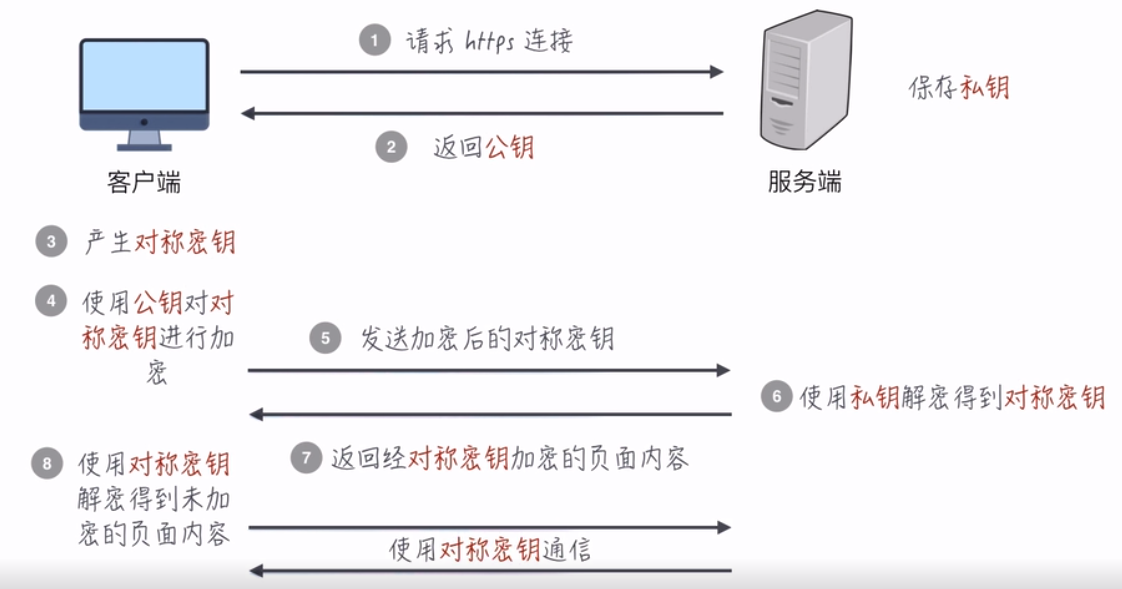 1 请求 https 连接
保存私钥
2 返回公钥
客户端
服务端
3 产生对称密钥
4 使用公钥对对
称密钥进行加
密
5 发送加密后的对称密钥
6 使用私钥解密得到对称密钥
7 返回经对称密钥加密的页面内容
8 使用对称密钥
解密得到未加
密的页面内容
使用对称密钥通信